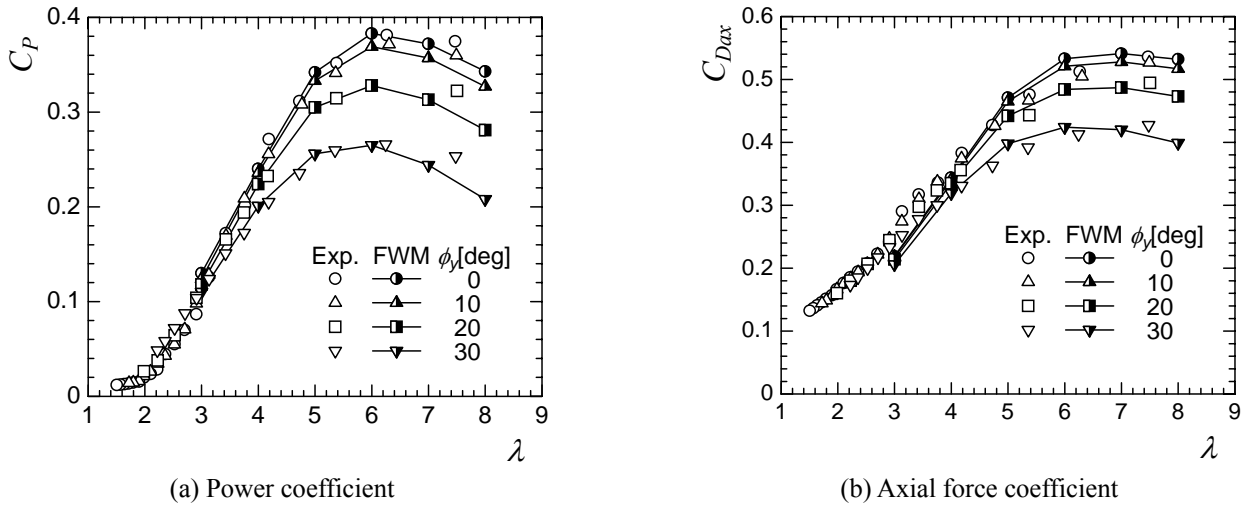 0.4
0.3
0.2
0.1
0
C_P
1 2 3 4 5 6 7 8 9
λ
Exp. FWM ϕ_y[deg]
0
10
20
30
(a) Power coefficient
0.6
0.5
0.4
0.3
0.2
0.1
0
C_Dax
1 2 3 4 5 6 7 8 9
λ
Exp. FWM ϕ_y[deg]
0
10
20
30
(b) Axial force coefficient